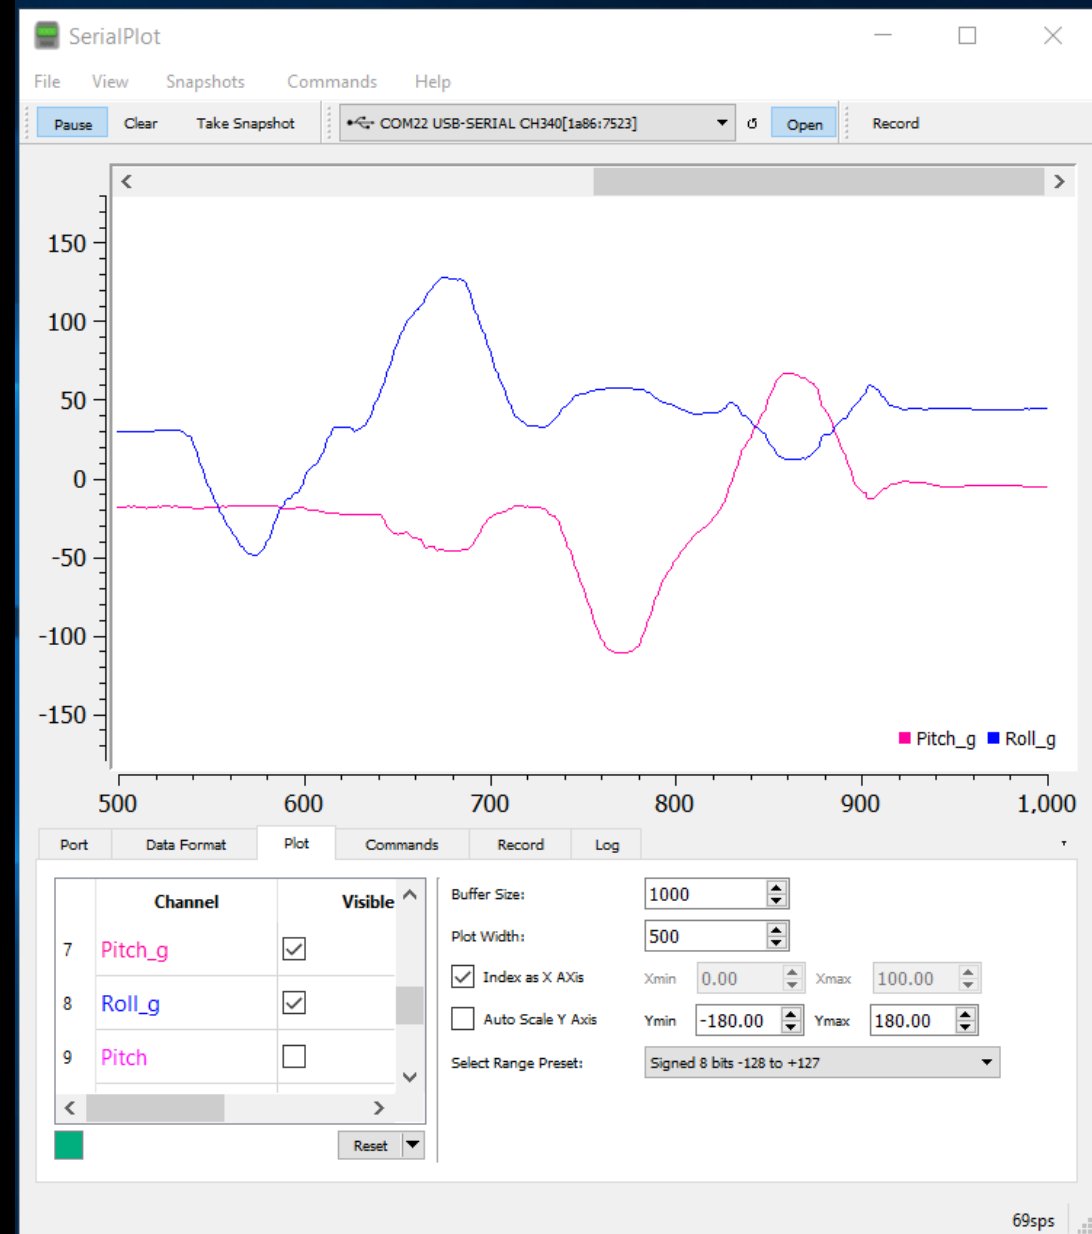 SerialPlot
File View Snapshots Commands Help
Pause Clear Take Snapshot COM22 USB-SERIAL CH340[1a86:7523] Open Record
150
100
50
0
-50
-100
-150
Pitch_g Roll_g
500 600 700 800 900 1,000
Port Data Format Plot Commands Record Log
Channel Visible
7 Pitch_g
8 Roll_g
9 Pitch
Reset
Buffer Size: 1000
Plot Width: 500
Index as X AXis Xmin 0.00 Xmax 100.00
Auto Scale Y Axis Ymin -180.00 Ymax 180.00
Select Range Preset: Signed 8 bits -128 to +127
69sps